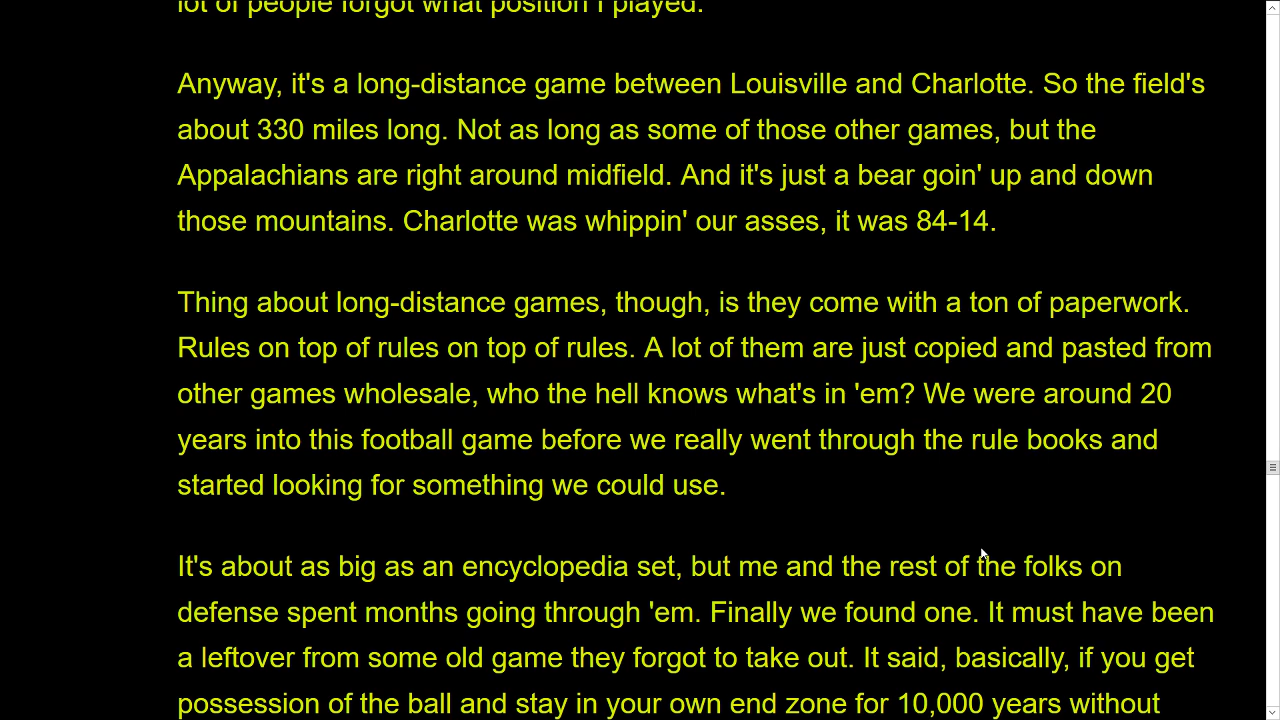 lot of people forgot what position I played.
Anyway, it's a long-distance game between Louisville and Charlotte. So the field's
about 330 miles long. Not as long as some of those other games, but the
Appalachians are right around midfield. And it's just a bear goin' up and down
those mountains. Charlotte was whippin' our asses, it was 84-14.
Thing about long-distance games, though, is they come with a ton of paperwork.
Rules on top of rules on top of rules. A lot of them are just copied and pasted from
other games wholesale, who the hell knows what's in 'em? We were around 20
years into this football game before we really went through the rule books and
started looking for something we could use.
It's about as big as an encyclopedia set, but me and the rest of the folks on
defense spent months going through 'em. Finally we found one. It must have been
a leftover from some old game they forgot to take out. It said, basically, if you get
possession of the ball and stay in your own end zone for 10,000 years without